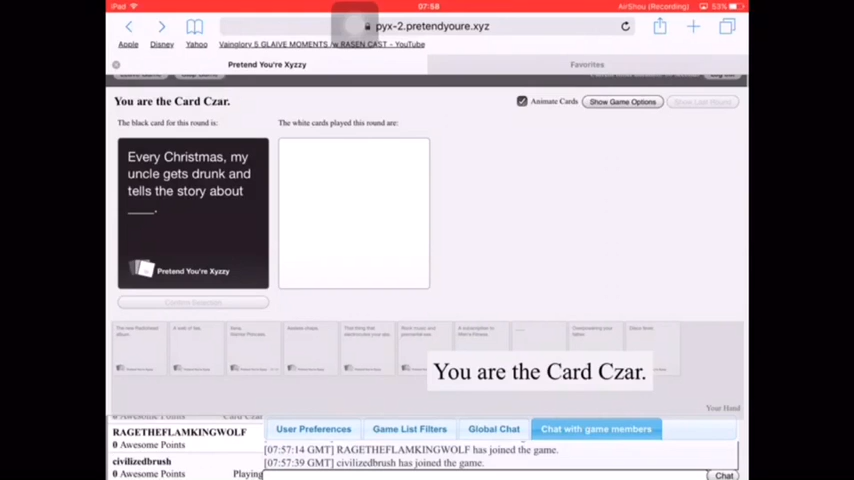 iPad
07:58
AirShou (Recording)
53%
pyx-2.pretendyoure.xyz
Apple
Disney
Yahoo
Vainglory 5 GLAIVE MOMENTS /w RASEN CAST - YouTube
Pretend You're Xyzzy
Favorites
You are the Card Czar.
Animate Cards
Show Game Options
Show Last Round
The black card for this round is:
The white cards played this round are:
Every Christmas, my
uncle gets drunk and
tells the story about
____.
Pretend You're Xyzzy
Confirm Selection
You are the Card Czar.
Your Hand
0 Awesome Points
Card Czar
RAGETHEFLAMKINGWOLF
0 Awesome Points
civilizedbrush
0 Awesome Points
Playing
User Preferences
Game List Filters
Global Chat
Chat with game members
[07:57:14 GMT] RAGETHEFLAMKINGWOLF has joined the game.
[07:57:39 GMT] civilizedbrush has joined the game.
Chat